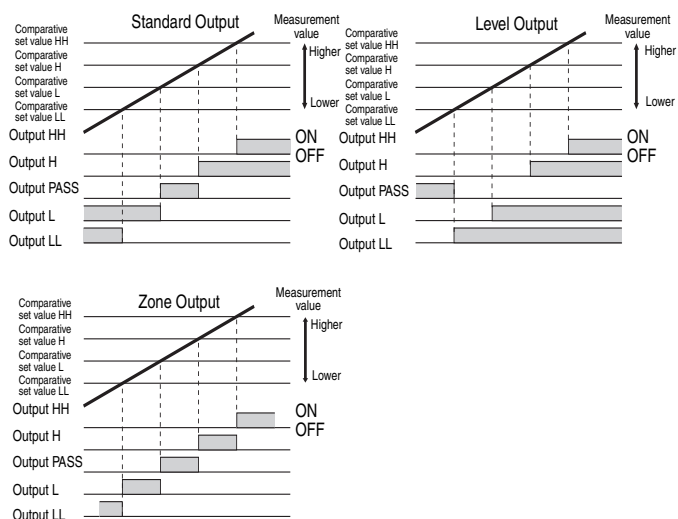 Standard Output
Measurement
value
Comparative
set value HH
Comparative
set value H
Comparative
set value L
Comparative
set value LL
Higher
Lower
Output HH
Output H
Output PASS
Output L
Output LL
ON
OFF
Level Output
Measurement
value
Comparative
set value HH
Comparative
set value H
Comparative
set value L
Comparative
set value LL
Higher
Lower
Output HH
Output H
Output PASS
Output L
Output LL
ON
OFF
Zone Output
Measurement
value
Comparative
set value HH
Comparative
set value H
Comparative
set value L
Comparative
set value LL
Higher
Lower
Output HH
Output H
Output PASS
Output L
Output LL
ON
OFF